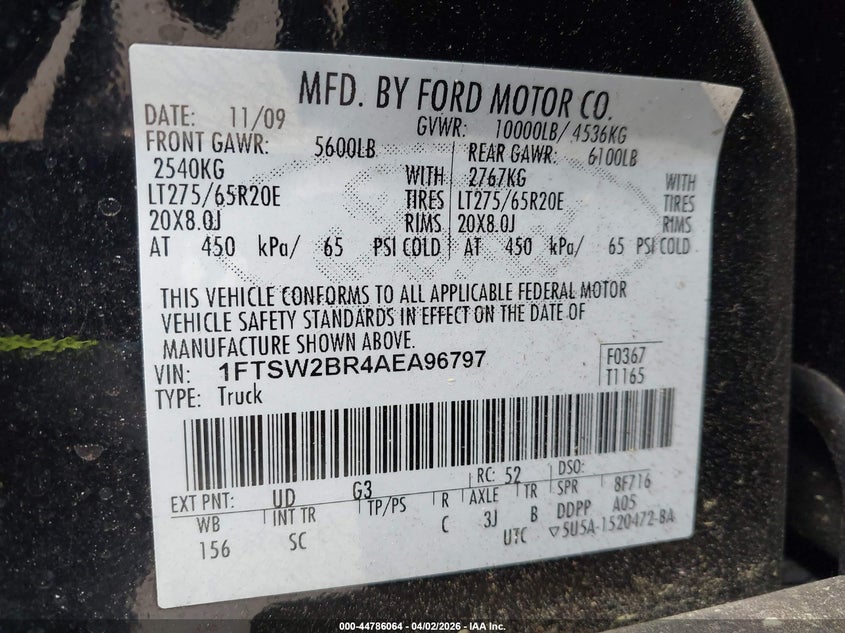 MFD. BY FORD MOTOR CO.
DATE: 11/09 GVWR: 10000LB/ 4536KG
FRONT GAWR: 5600LB REAR GAWR: 6100LB
2540KG WITH 2767KG WITH
LT275/65R20E TIRES LT275/65R20E TIRES
20X8.0J RIMS 20X8.0J RIMS
AT 450 kPa/ 65 PSI COLD AT 450 kPa/ 65 PSI COLD
THIS VEHICLE CONFORMS TO ALL APPLICABLE FEDERAL MOTOR
VEHICLE SAFETY STANDARDS IN EFFECT ON THE DATE OF
MANUFACTURE SHOWN ABOVE.
VIN: 1FTSW2BR4AEA96797 F0367
TYPE: Truck T1165
EXT PNT: UD G3 RC: 52 DSO:
WB INT TR TP/PS R AXLE TR SPR 8F716
156 SC C 3J B DDPP A05
UTC ▽5U5A-1520472-BA
000-44786064 - 04/02/2026 - IAA Inc.